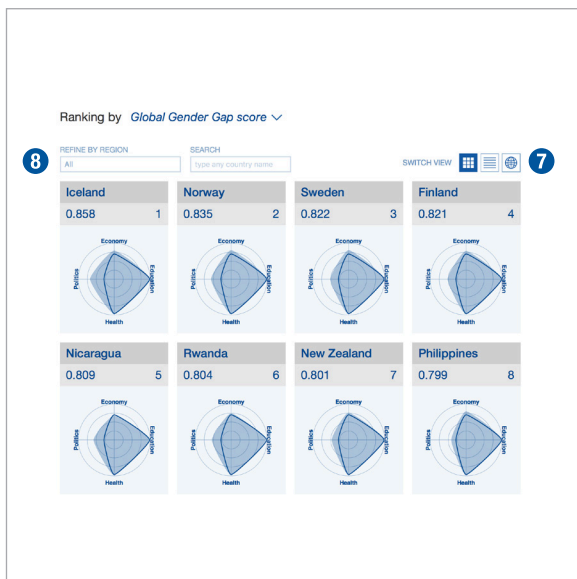 Ranking by Global Gender Gap score
8
REFINE BY REGION
SEARCH
All
type any country name
SWITCH VIEW
7
Iceland
0.858 1
Economy
Education
Health
Politics
Norway
0.835 2
Economy
Education
Health
Politics
Sweden
0.822 3
Economy
Education
Health
Politics
Finland
0.821 4
Economy
Education
Health
Politics
Nicaragua
0.809 5
Economy
Education
Health
Politics
Rwanda
0.804 6
Economy
Education
Health
Politics
New Zealand
0.801 7
Economy
Education
Health
Politics
Philippines
0.799 8
Economy
Education
Health
Politics